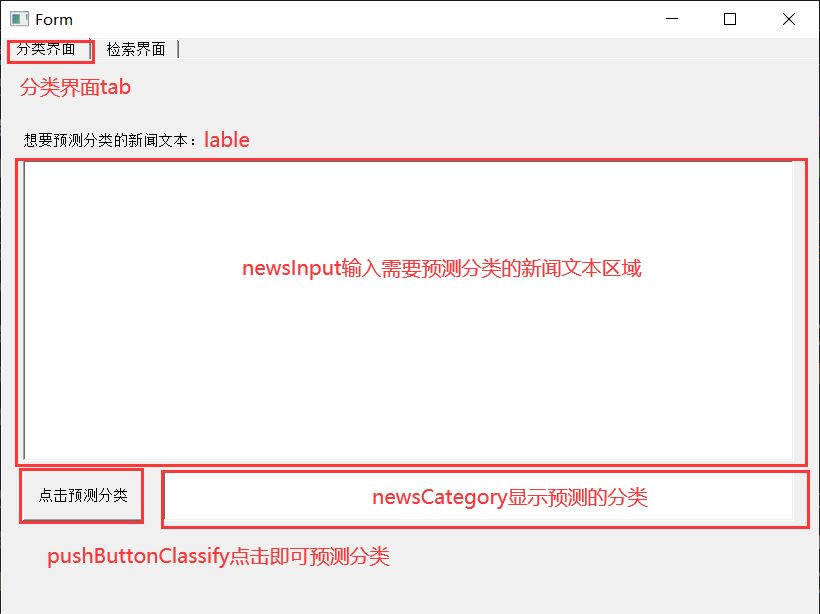 Form
分类界面 检索界面
分类界面tab
想要预测分类的新闻文本：lable
newsInput输入需要预测分类的新闻文本区域
点击预测分类 newsCategory显示预测的分类
pushButtonClassify点击即可预测分类